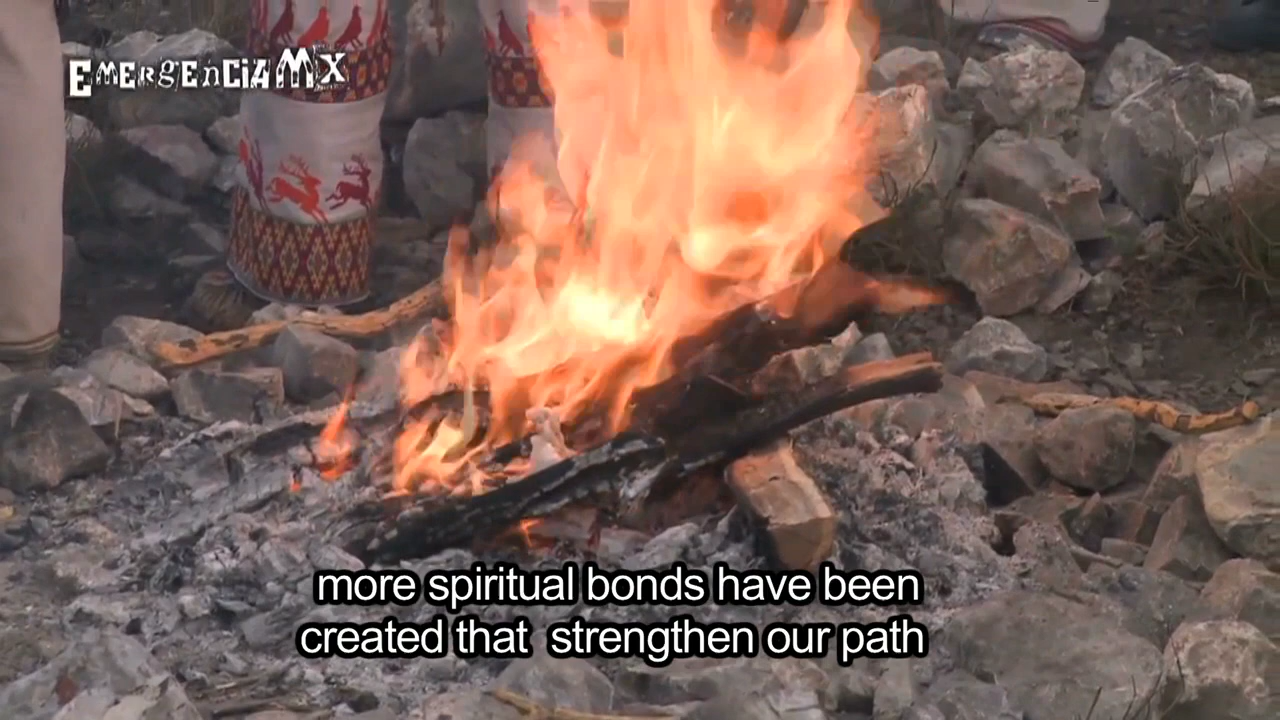 EmergEnciAMX
more spiritual bonds have been
created that strengthen our path